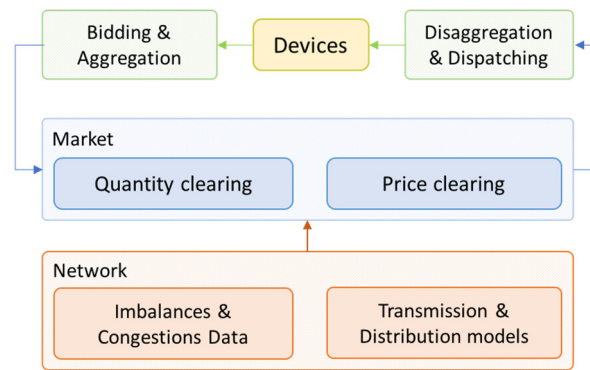 Bidding &
Aggregation
Devices
Disaggregation
& Dispatching
Market
Quantity clearing
Price clearing
Network
Imbalances &
Congestions Data
Transmission &
Distribution models